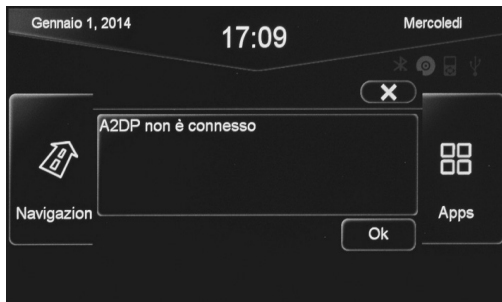 Gennaio 1, 2014
17:09
Mercoledi
A2DP non è connesso
Navigazion
Apps
Ok